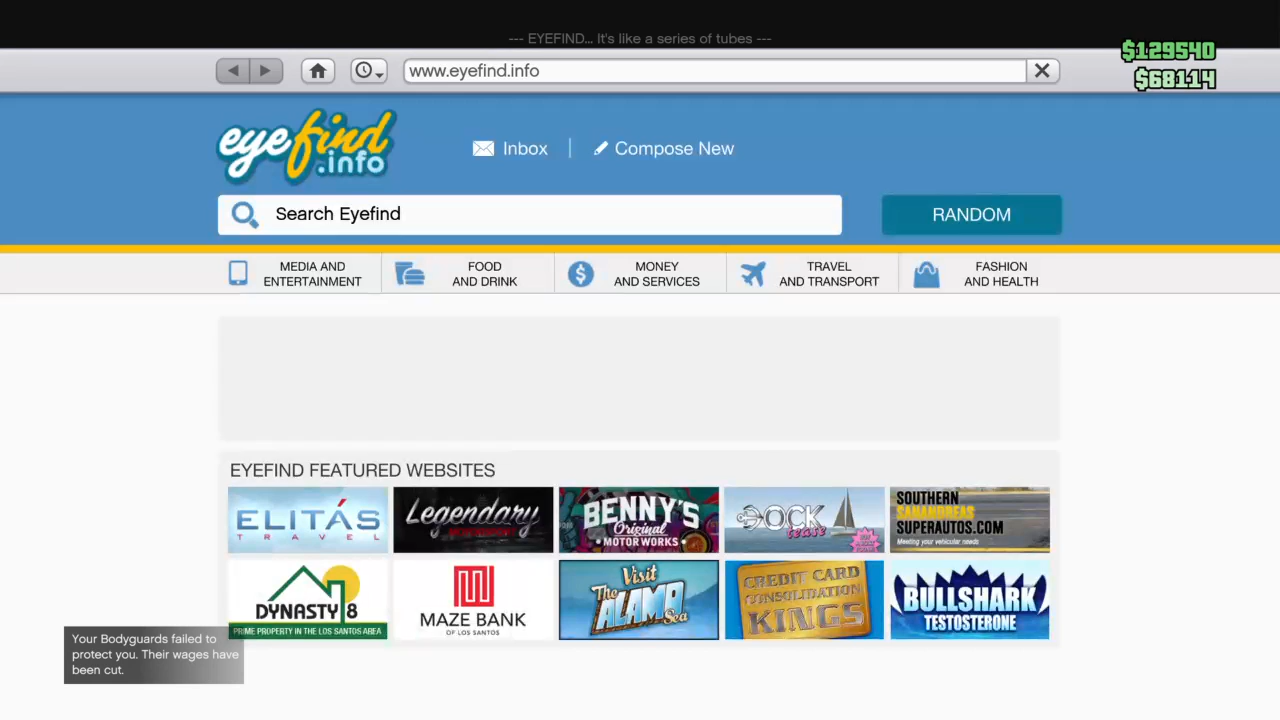 --- EYEFIND... It's like a series of tubes ---
$129540
www.eyefind.info
$68114
eyefind
.info
Inbox
Compose New
Search Eyefind
RANDOM
MEDIA AND
ENTERTAINMENT
FOOD
AND DRINK
MONEY
AND SERVICES
TRAVEL
AND TRANSPORT
FASHION
AND HEALTH
EYEFIND FEATURED WEBSITES
ELITÁS
TRAVEL
Legendary
BENNY'S
Original
MOTOR WORKS
DOCK
tease
SOUTHERN
SANANDREAS
SUPERAUTOS.COM
Meeting your vehicular needs
DYNASTY 8
PRIME PROPERTY IN THE LOS SANTOS AREA
MAZE BANK
OF LOS SANTOS
Visit
The
ALAMO
Sea
CREDIT CARD
CONSOLIDATION
KINGS
BULLSHARK
TESTOSTERONE
Your Bodyguards failed to
protect you. Their wages have
been cut.